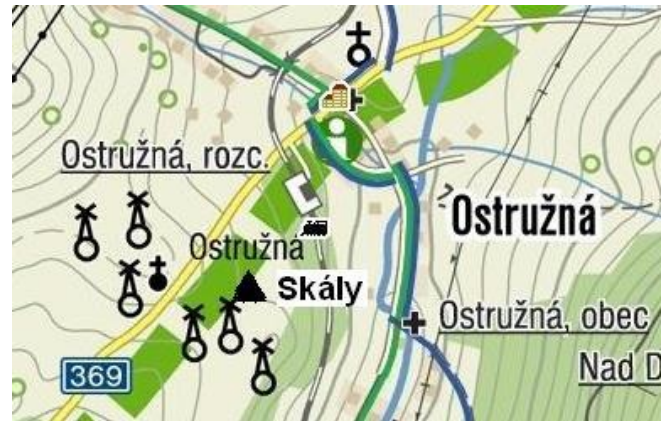 Ostružná, rozc.
Ostružná
Ostružná
Skály
Ostružná, obec
369
Nad D